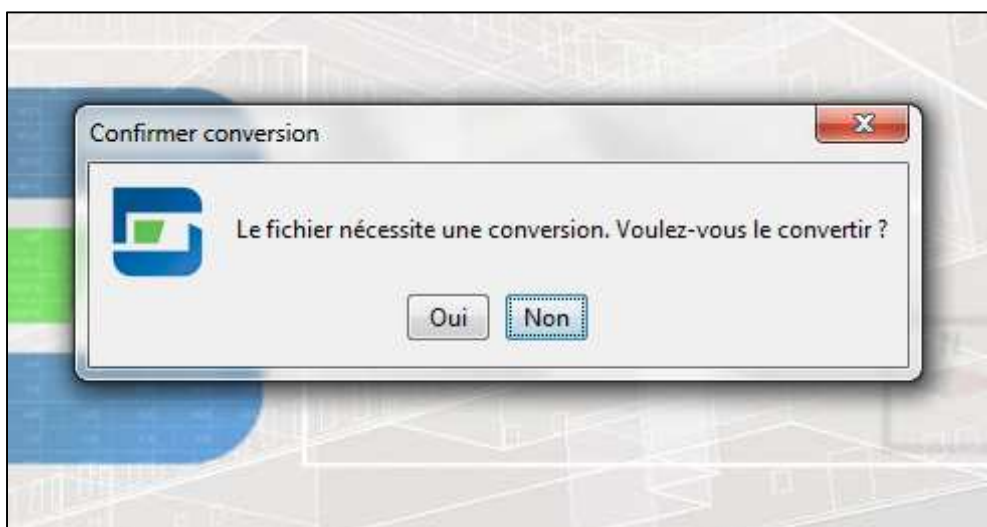 Confirmer conversion
Le fichier nécessite une conversion. Voulez-vous le convertir ?
Oui Non